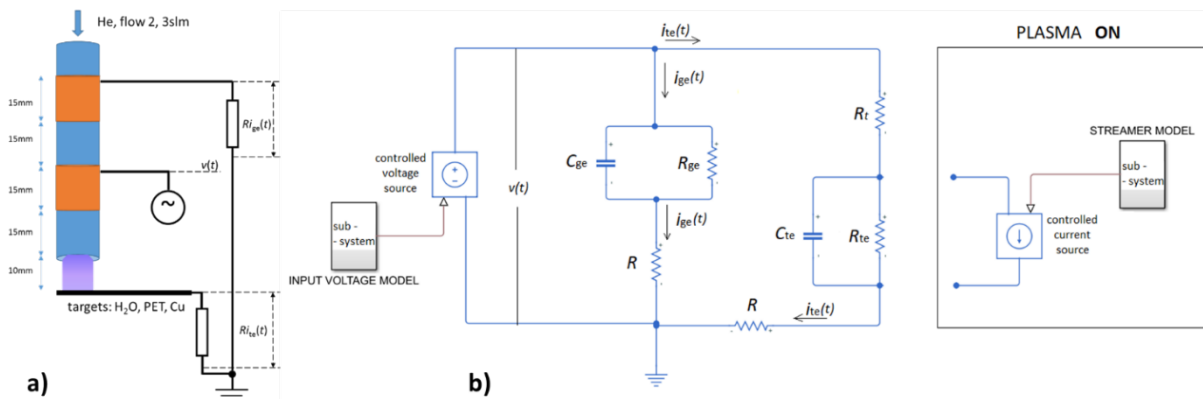 He, flow 2, 3slm
15mm
15mm
15mm
15mm
10mm
Ri_ge(t)
v(t)
~
targets: H₂O, PET, Cu
Ri_te(t)
a)
i_te(t)
i_ge(t)
C_ge
R_ge
R_t
controlled
voltage
source
+
−
v(t)
sub -
- system
INPUT VOLTAGE MODEL
i_ge(t)
R
C_te
R_te
R
i_te(t)
b)
PLASMA ON
STREAMER MODEL
sub -
- system
controlled
current
source